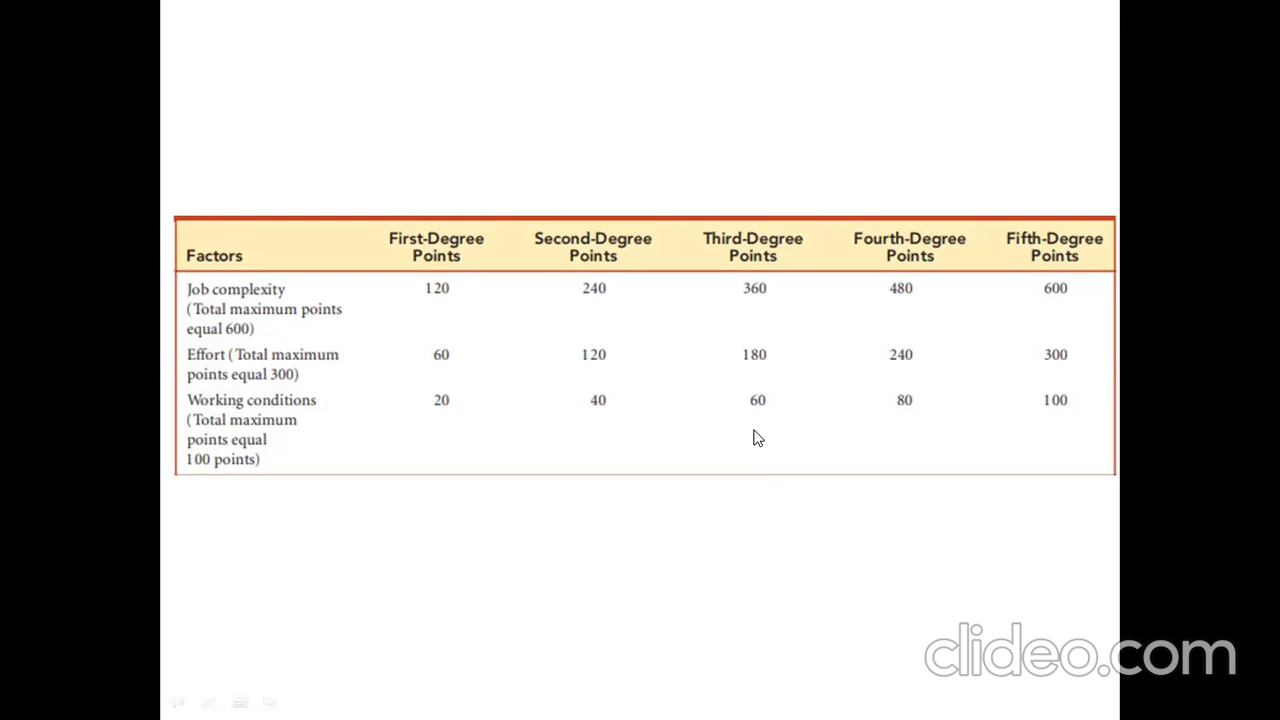 First-Degree Second-Degree Third-Degree Fourth-Degree Fifth-Degree
Factors Points Points Points Points Points
Job complexity 120 240 360 480 600
(Total maximum points
equal 600)
Effort (Total maximum 60 120 180 240 300
points equal 300)
Working conditions 20 40 60 80 100
(Total maximum
points equal
100 points)
clideo.com